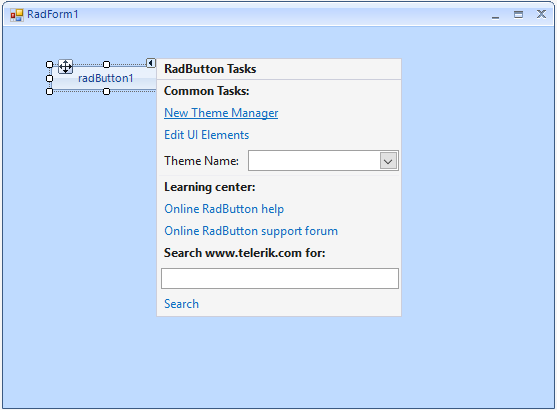 RadForm1
radButton1
RadButton Tasks
Common Tasks:
New Theme Manager
Edit UI Elements
Theme Name:
Learning center:
Online RadButton help
Online RadButton support forum
Search www.telerik.com for:
Search